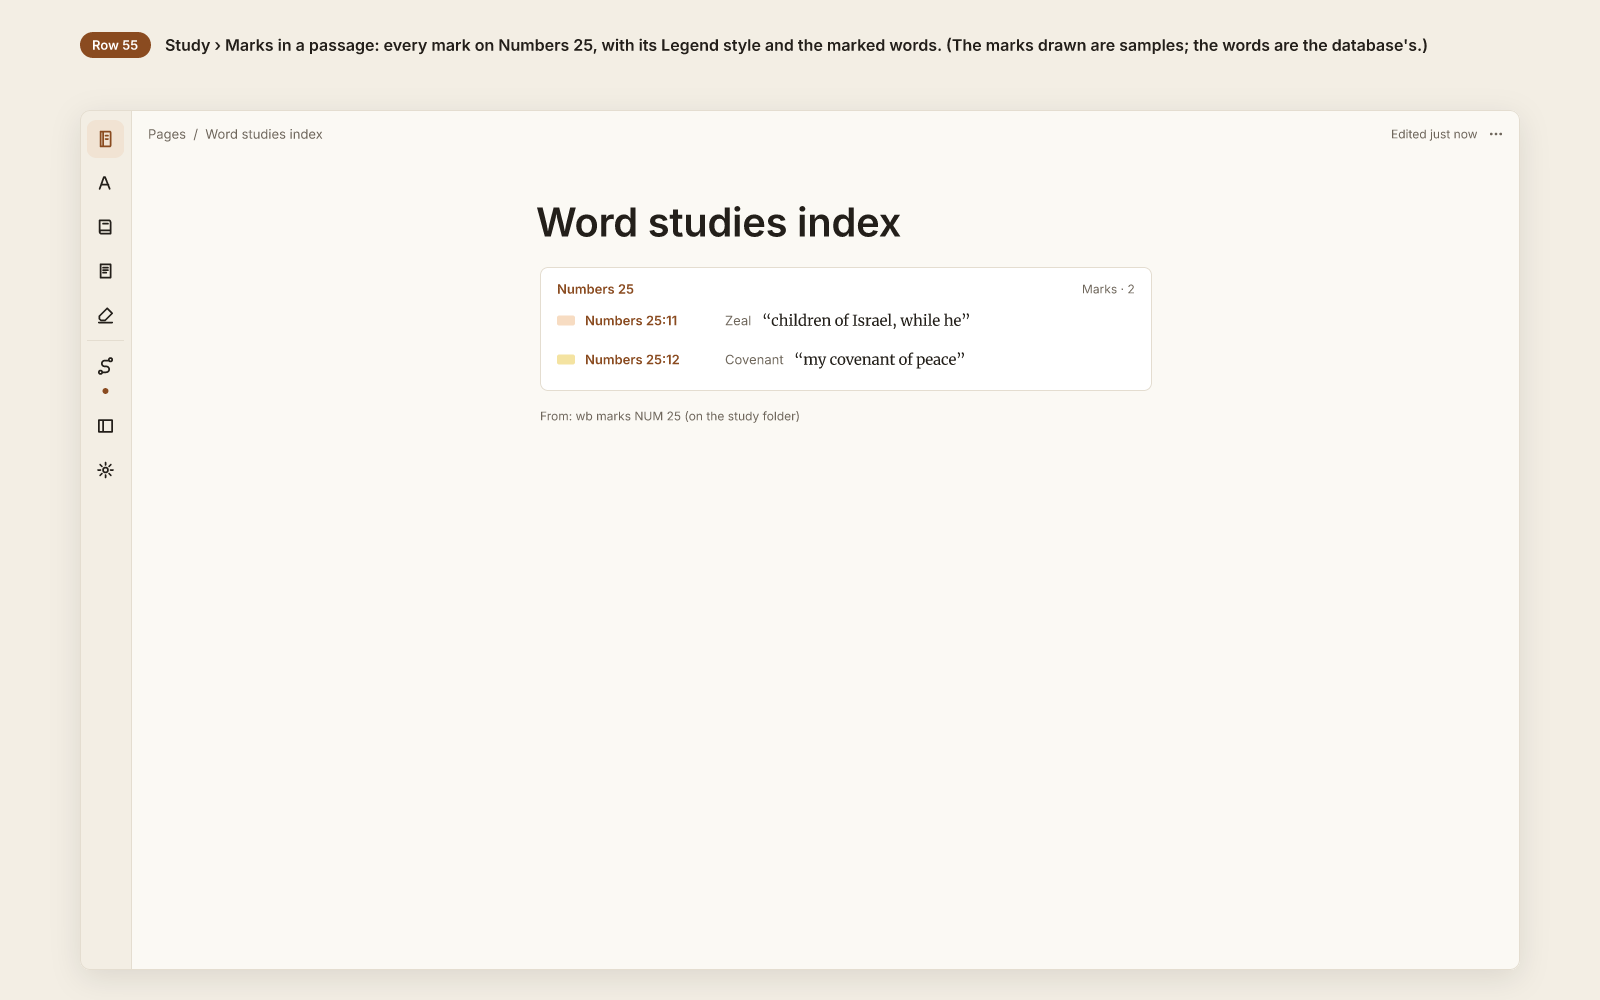 Row 55
Study › Marks in a passage: every mark on Numbers 25, with its Legend style and the marked words. (The marks drawn are samples; the words are the database's.)
Pages / Word studies index
Edited just now ···
Word studies index
Numbers 25
Marks · 2
Numbers 25:11 Zeal “children of Israel, while he”
Numbers 25:12 Covenant “my covenant of peace”
From: wb marks NUM 25 (on the study folder)